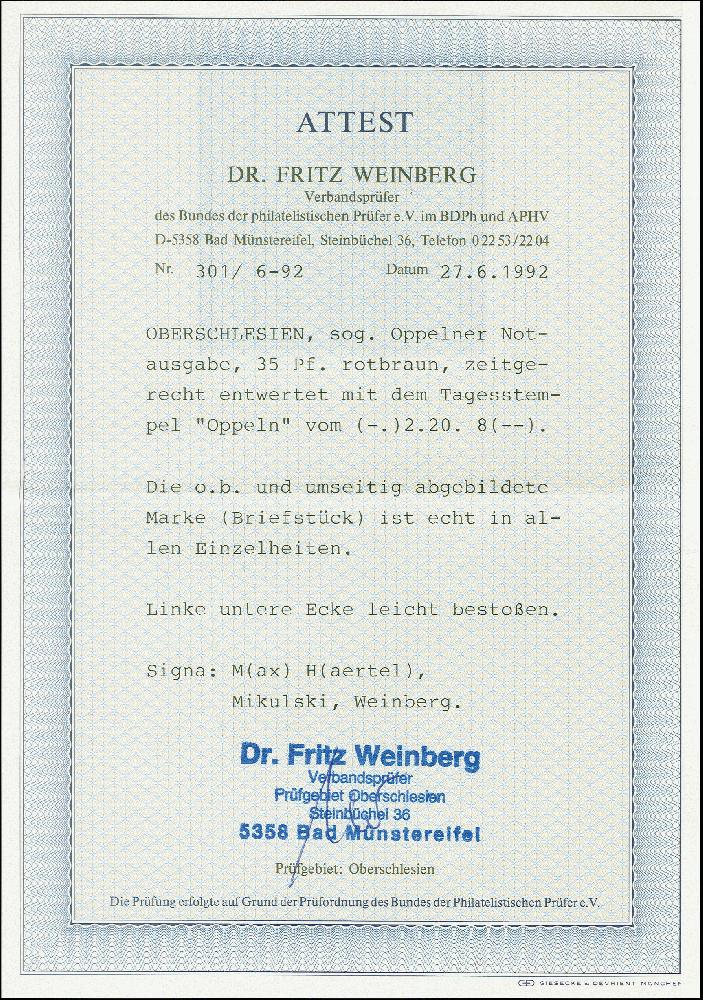 ATTEST
DR. FRITZ WEINBERG
Verbandsprüfer
des Bundes der philatelistischen Prüfer e.V. im BDPh und APHV
D-5358 Bad Münstereifel, Steinbüchel 36, Telefon 0 22 53/22 04
Nr. 301/ 6-92 Datum 27.6.1992
OBERSCHLESIEN, sog. Oppelner Not-
ausgabe, 35 Pf. rotbraun, zeitge-
recht entwertet mit dem Tagesstem-
pel "Oppeln" vom (-.)2.20. 8(--).
Die o.b. und umseitig abgebildete
Marke (Briefstück) ist echt in al-
len Einzelheiten.
Linke untere Ecke leicht bestoßen.
Signa: M(ax) H(aertel),
Mikulski, Weinberg.
Dr. Fritz Weinberg
Verbandsprüfer
Prüfgebiet Oberschlesien
Steinbüchel 36
5358 Bad Münstereifel
Prüfgebiet: Oberschlesien
Die Prüfung erfolgte auf Grund der Prüfordnung des Bundes der Philatelistischen Prüfer e.V.
GIESECKE & DEVRIENT MÜNCHEN